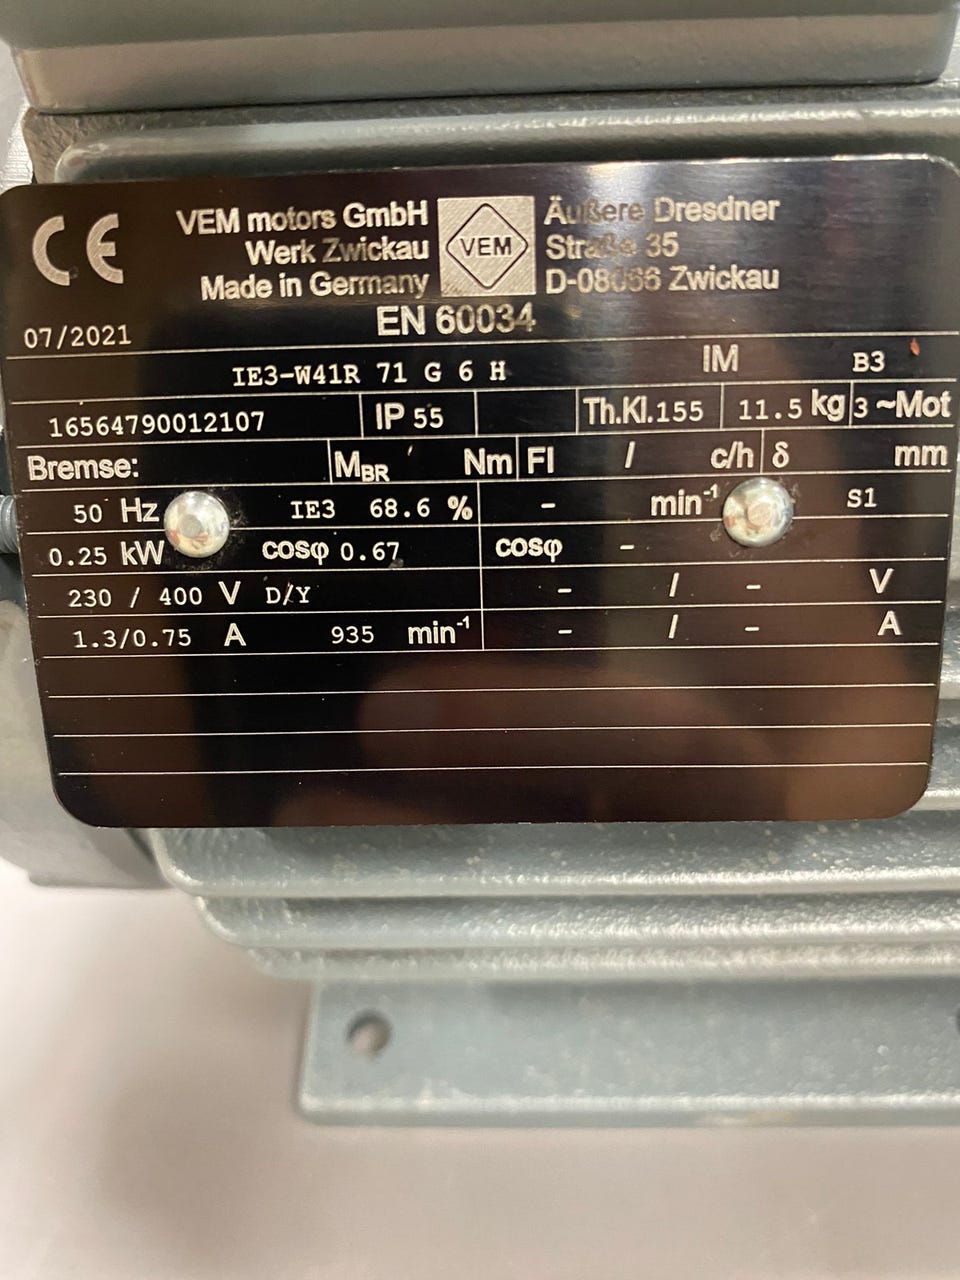 CE VEM motors GmbH VEM Äußere Dresdner
Werk Zwickau Straße 35
Made in Germany D-08066 Zwickau
07/2021 EN 60034
IE3-W41R 71 G 6 H IM B3
16564790012107 IP 55 Th.Kl.155 11.5 kg 3 ~Mot
Bremse: MBR Nm Fl / c/h δ mm
50 Hz IE3 68.6 % - min-1 S1
0.25 kW cosφ 0.67 cosφ -
230 / 400 V D/Y - / - V
1.3/0.75 A 935 min-1 - / - A